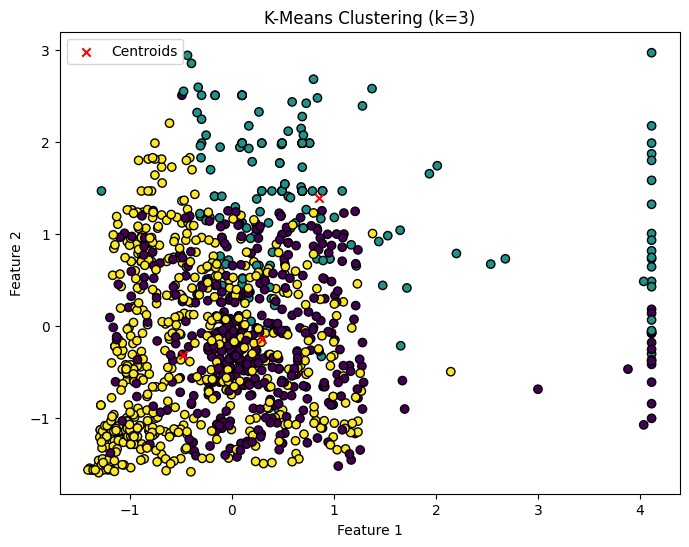 K-Means Clustering (k=3)
Centroids
3
2
1
0
−1
Feature 2
−1 0 1 2 3 4
Feature 1